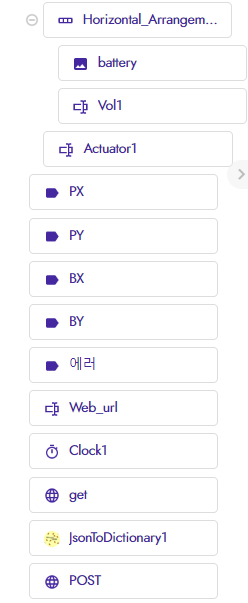 Horizontal_Arrangem...
battery
Vol1
Actuator1
PX
PY
BX
BY
에러
Web_url
Clock1
get
JsonToDictionary1
POST